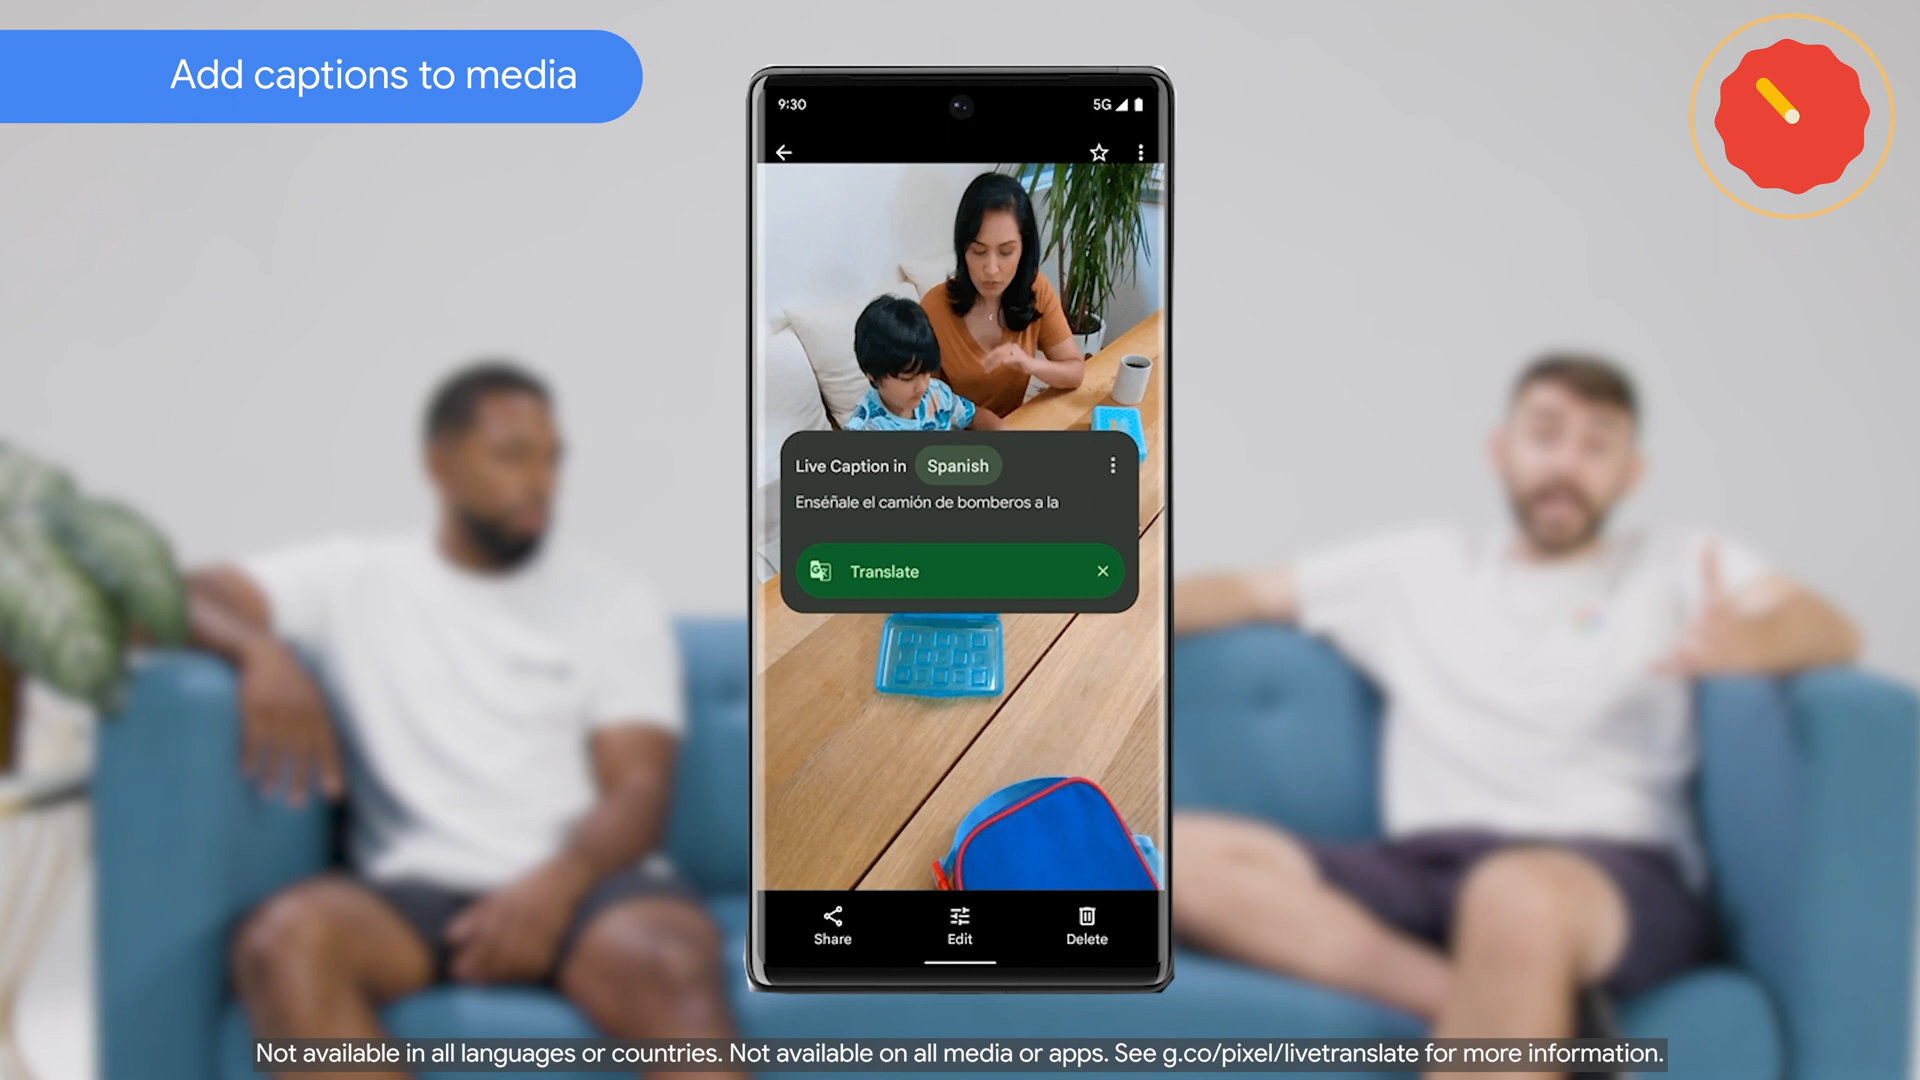 Add captions to media
9:30
5G
Live Caption in Spanish
Enséñale el camión de bomberos a la
Translate
Share
Edit
Delete
Not available in all languages or countries. Not available on all media or apps. See g.co/pixel/livetranslate for more information.